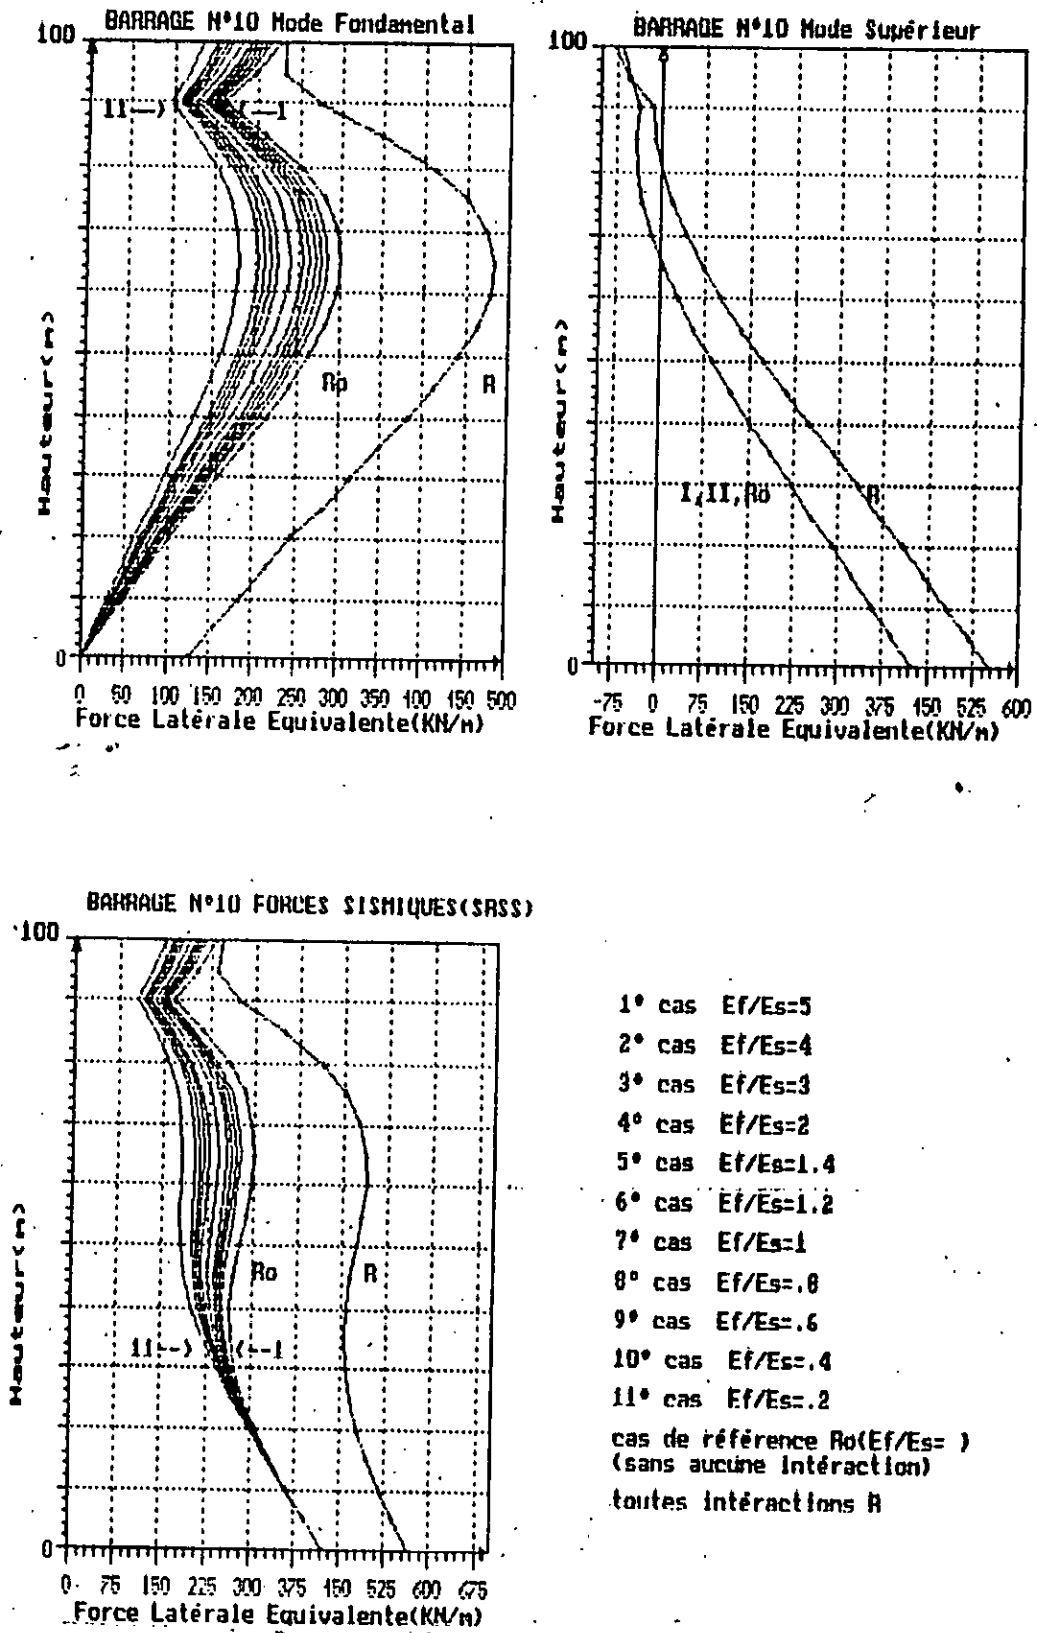 BARRAGE N°10 Mode Fondamental
100
11—>
<—1
Ro
R
Hauteur(m)
0
0 50 100 150 200 250 300 350 400 450 500
Force Latérale Equivalente(KN/m)
BARRAGE N°10 Mode Supérieur
100
I,II,Ro
R
Hauteur(m)
0
-75 0 75 150 225 300 375 450 525 600
Force Latérale Equivalente(KN/m)
BARRAGE N°10 FORCES SISMIQUES(SRSS)
100
Ro
R
11--> <--1
Hauteur(m)
0
0 75 150 225 300 375 450 525 600 675
Force Latérale Equivalente(KN/m)
1° cas Ef/Es=5
2° cas Ef/Es=4
3° cas Ef/Es=3
4° cas Ef/Es=2
5° cas Ef/Es=1.4
6° cas Ef/Es=1.2
7° cas Ef/Es=1
8° cas Ef/Es=.8
9° cas Ef/Es=.6
10° cas Ef/Es=.4
11° cas Ef/Es=.2
cas de référence Ro(Ef/Es= )
(sans aucune intéraction)
toutes intéractions R